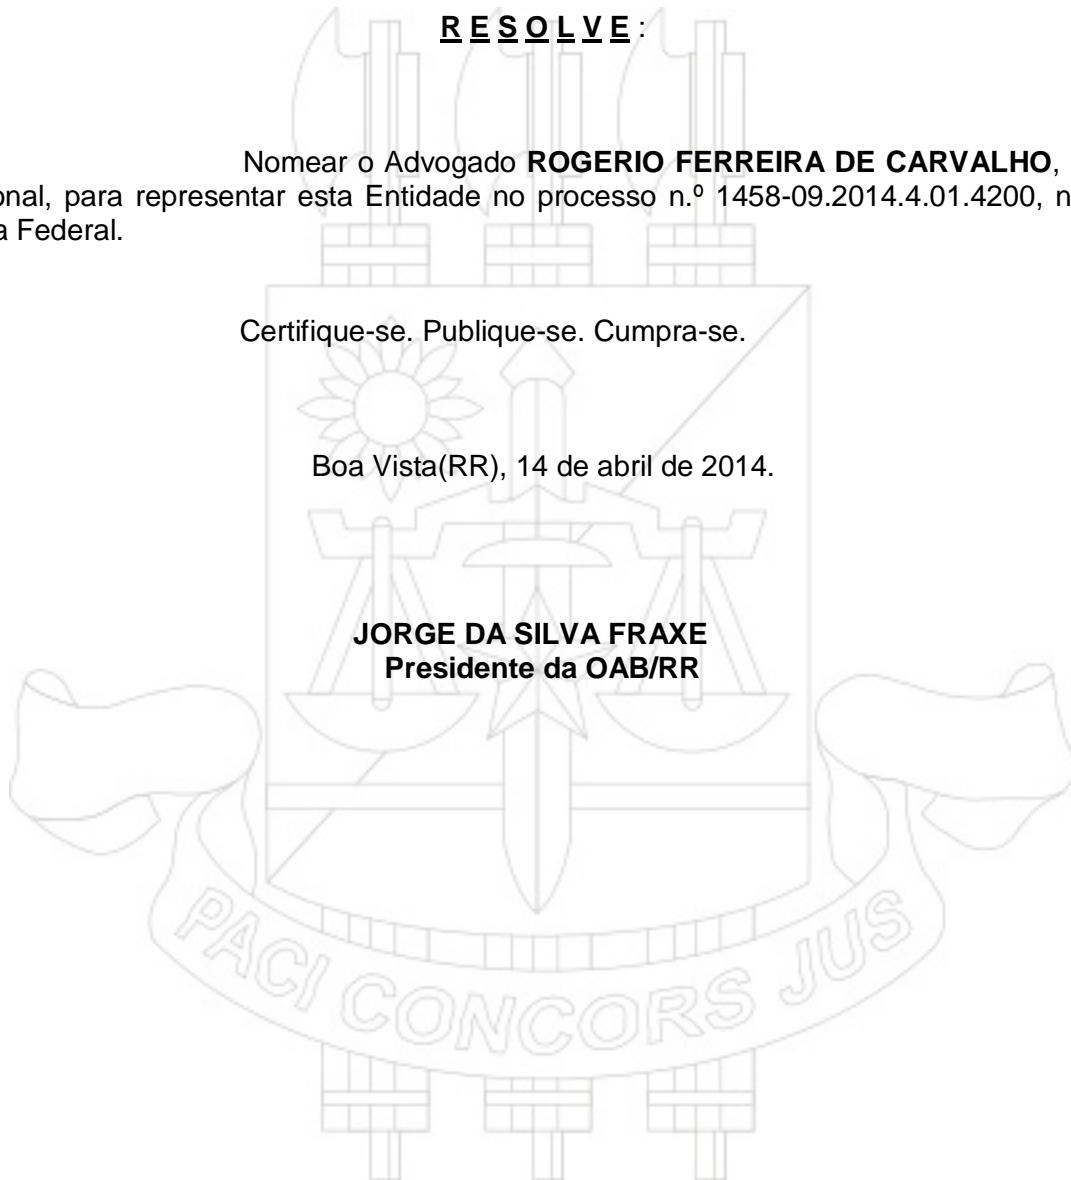 R E S O L V E :
Nomear o Advogado ROGERIO FERREIRA DE CARVALHO,
onal, para representar esta Entidade no processo n.º 1458-09.2014.4.01.4200, n
a Federal.
Certifique-se. Publique-se. Cumpra-se.
Boa Vista(RR), 14 de abril de 2014.
JORGE DA SILVA FRAXE
Presidente da OAB/RR
PACI CONCORS JUS